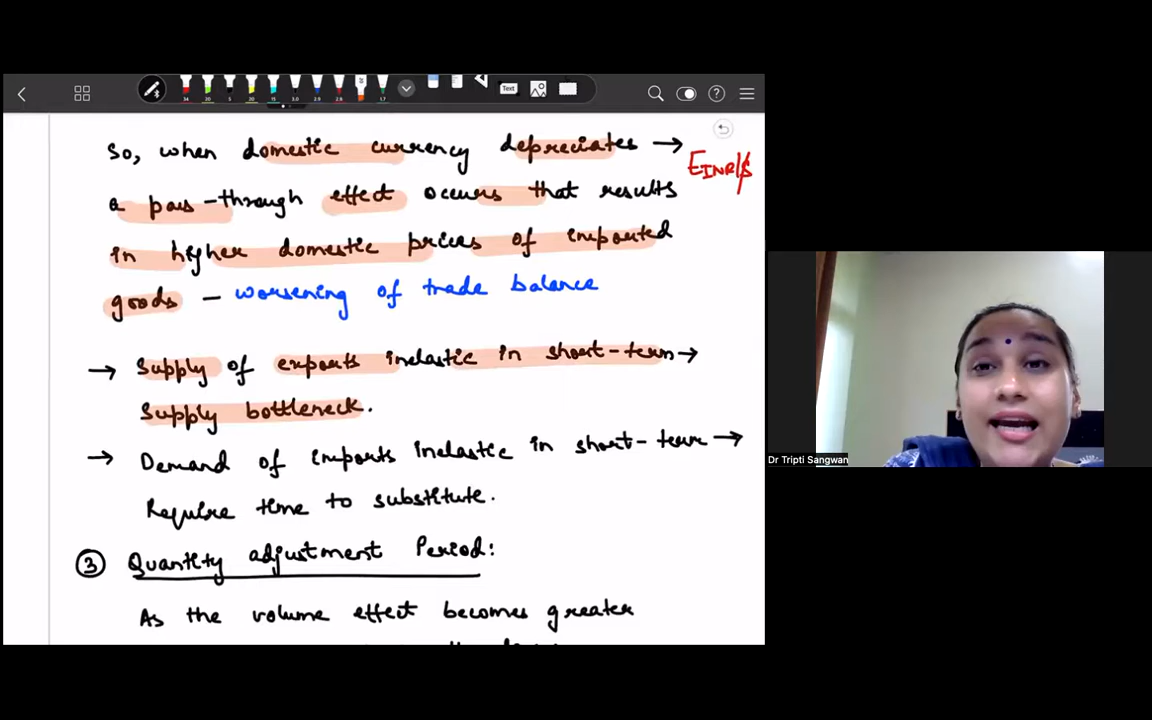 So, when domestic currency depreciates →
EINR/$
a pass-through effect occurs that results
in higher domestic prices of imported
goods – worsening of trade balance
→ Supply of exports inelastic in short-term →
Supply bottleneck.
→ Demand of imports inelastic in short-term →
Require time to substitute.
③ Quantity adjustment Period:
As the volume effect becomes greater
Text
Dr Tripti Sangwan